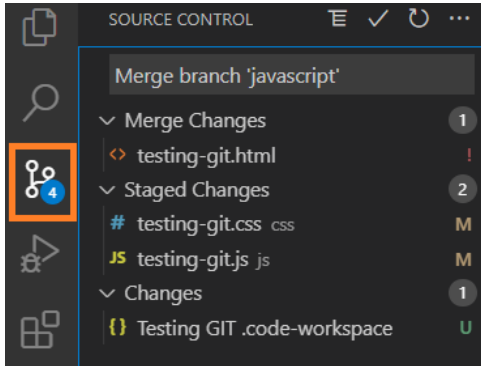 SOURCE CONTROL
Merge branch 'javascript'
Merge Changes 1
testing-git.html !
4
Staged Changes 2
# testing-git.css css M
JS testing-git.js js M
Changes 1
{} Testing GIT .code-workspace U